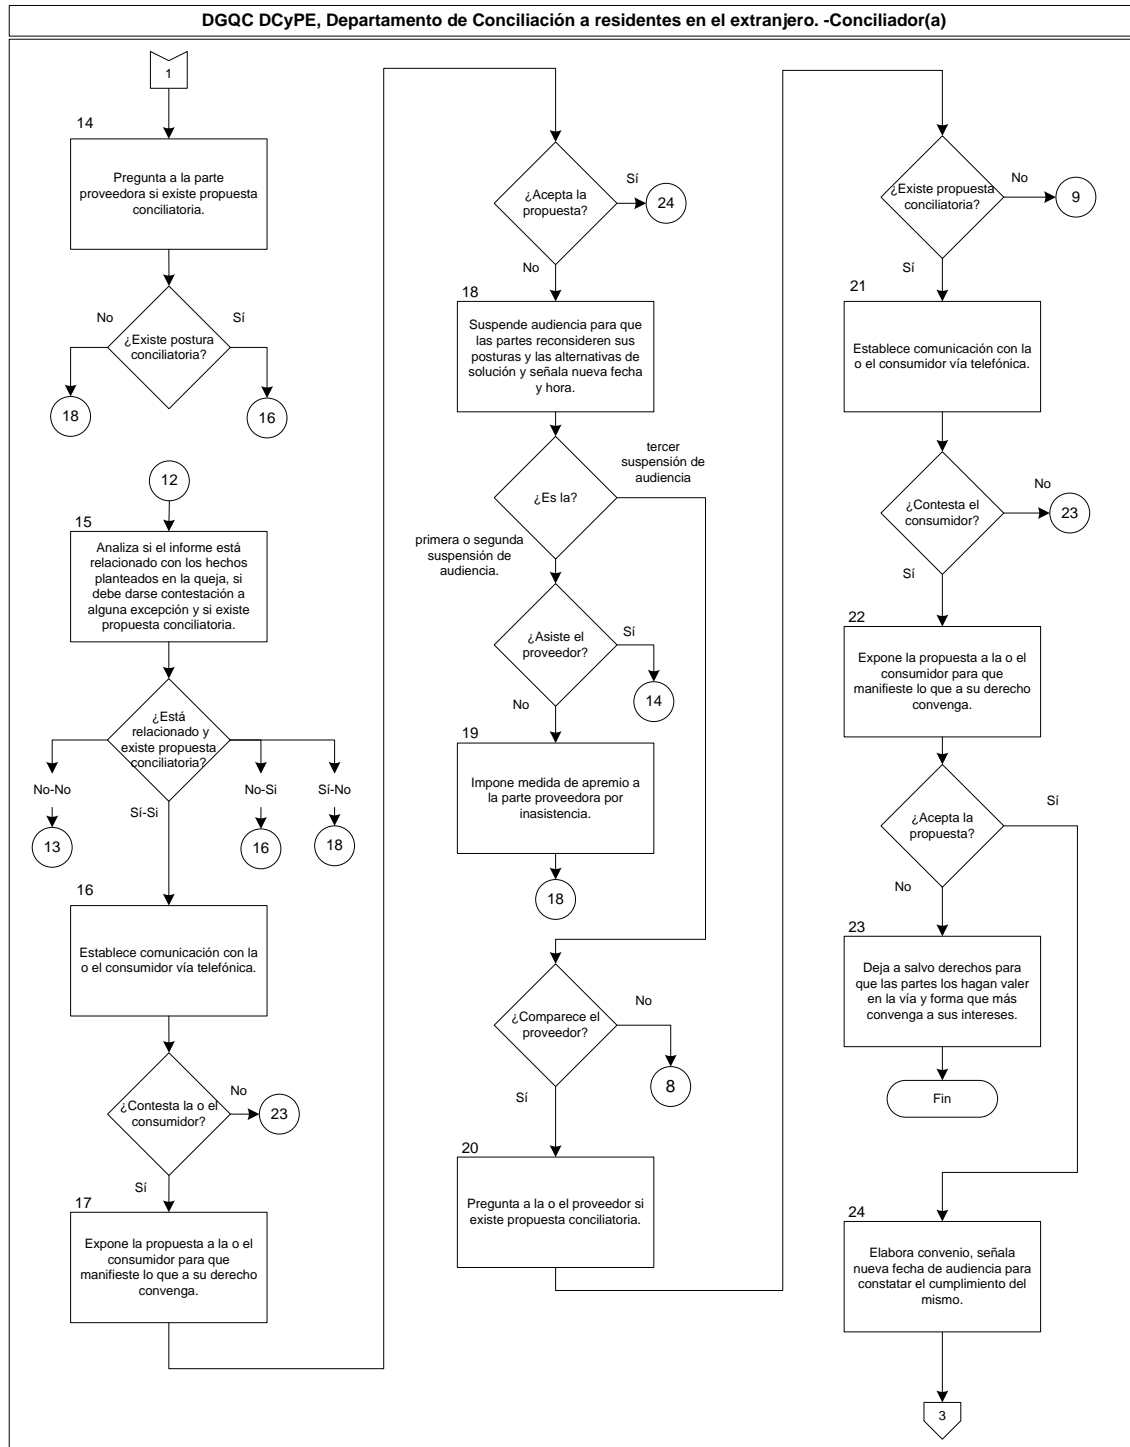 DGQC DCyPE, Departamento de Conciliación a residentes en el extranjero. -Conciliador(a)
1
14
Pregunta a la parte
proveedora si existe propuesta
conciliatoria.
No
Sí
¿Existe postura
conciliatoria?
18
16
12
15
Analiza si el informe está
relacionado con los hechos
planteados en la queja, si
debe darse contestación a
alguna excepción y si existe
propuesta conciliatoria.
¿Está
relacionado y
existe propuesta
conciliatoria?
No-No
Sí-Si
No-Si
Sí-No
13
16
18
16
Establece comunicación con la
o el consumidor vía telefónica.
¿Contesta la o el
consumidor?
No
23
Sí
17
Expone la propuesta a la o el
consumidor para que
manifieste lo que a su derecho
convenga.
¿Acepta la
propuesta?
Sí
24
No
18
Suspende audiencia para que
las partes reconsideren sus
posturas y las alternativas de
solución y señala nueva fecha
y hora.
¿Es la?
tercer
suspensión de
audiencia
primera o segunda
suspensión de
audiencia.
¿Asiste el
proveedor?
Sí
14
No
19
Impone medida de apremio a
la parte proveedora por
inasistencia.
18
¿Comparece el
proveedor?
No
8
Sí
20
Pregunta a la o el proveedor si
existe propuesta conciliatoria.
¿Existe propuesta
conciliatoria?
No
9
Sí
21
Establece comunicación con la
o el consumidor vía telefónica.
¿Contesta el
consumidor?
No
23
Sí
22
Expone la propuesta a la o el
consumidor para que
manifieste lo que a su derecho
convenga.
¿Acepta la
propuesta?
Sí
No
23
Deja a salvo derechos para
que las partes los hagan valer
en la vía y forma que más
convenga a sus intereses.
Fin
24
Elabora convenio, señala
nueva fecha de audiencia para
constatar el cumplimiento del
mismo.
3